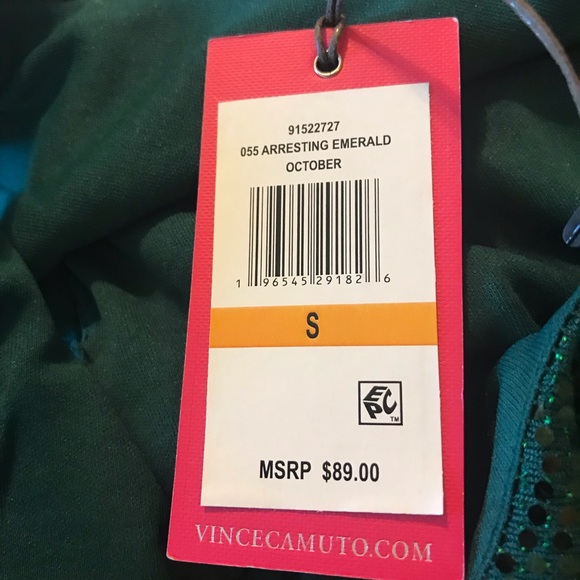 91522727
055 ARRESTING EMERALD
OCTOBER
1 96545 29182 6
S
EPC TM
MSRP $89.00
VINCECAMUTO.COM